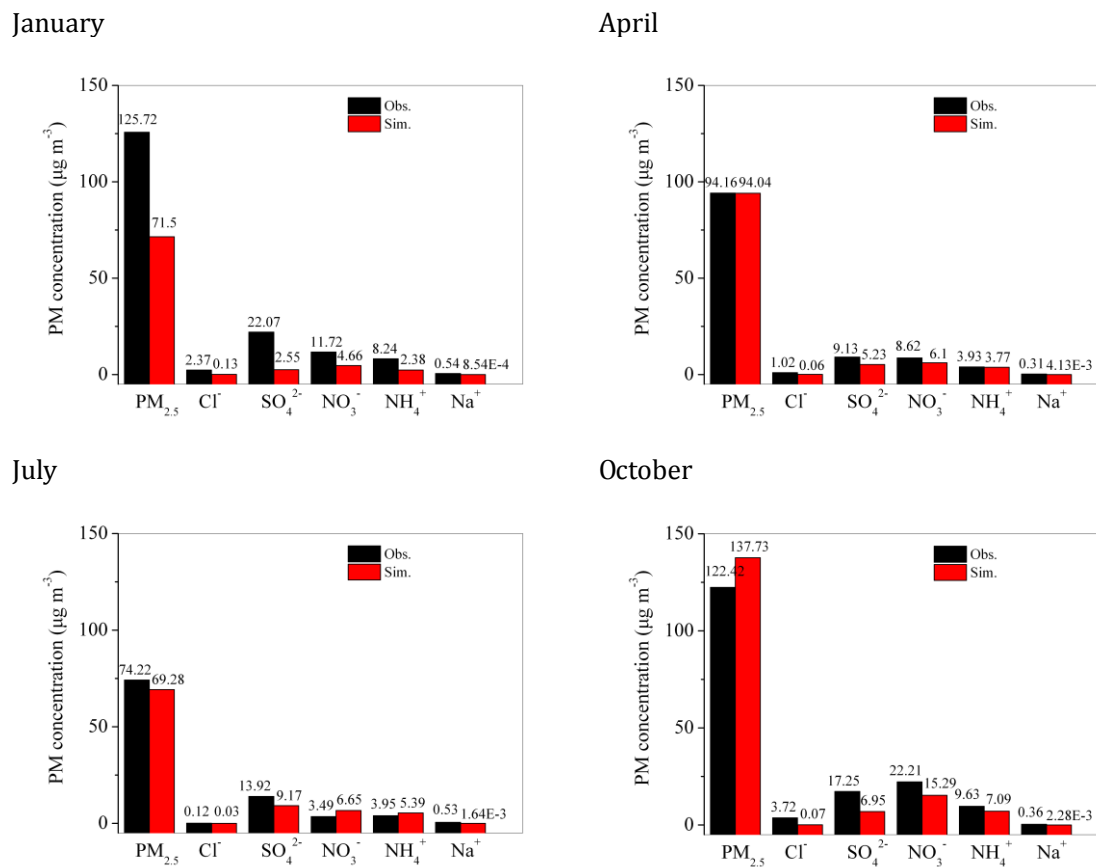 January
April
150
100
50
0
PM concentration (µg m⁻³)
Obs.
Sim.
125.72
71.5
2.37 0.13
22.07
2.55
11.72
4.66
8.24
2.38
0.54 8.54E-4
PM₂.₅ Cl⁻ SO₄²⁻ NO₃⁻ NH₄⁺ Na⁺
150
100
50
0
PM concentration (µg m⁻³)
Obs.
Sim.
94.16 94.04
1.02 0.06
9.13
5.23
8.62
6.1
3.93 3.77
0.31 4.13E-3
PM₂.₅ Cl⁻ SO₄²⁻ NO₃⁻ NH₄⁺ Na⁺
July
October
150
100
50
0
PM concentration (µg m⁻³)
Obs.
Sim.
74.22
69.28
0.12 0.03
13.92
9.17
3.49
6.65
3.95
5.39
0.53 1.64E-3
PM₂.₅ Cl⁻ SO₄²⁻ NO₃⁻ NH₄⁺ Na⁺
150
100
50
0
PM concentration (µg m⁻³)
Obs.
Sim.
122.42
137.73
3.72 0.07
17.25
6.95
22.21
15.29
9.63
7.09
0.36 2.28E-3
PM₂.₅ Cl⁻ SO₄²⁻ NO₃⁻ NH₄⁺ Na⁺